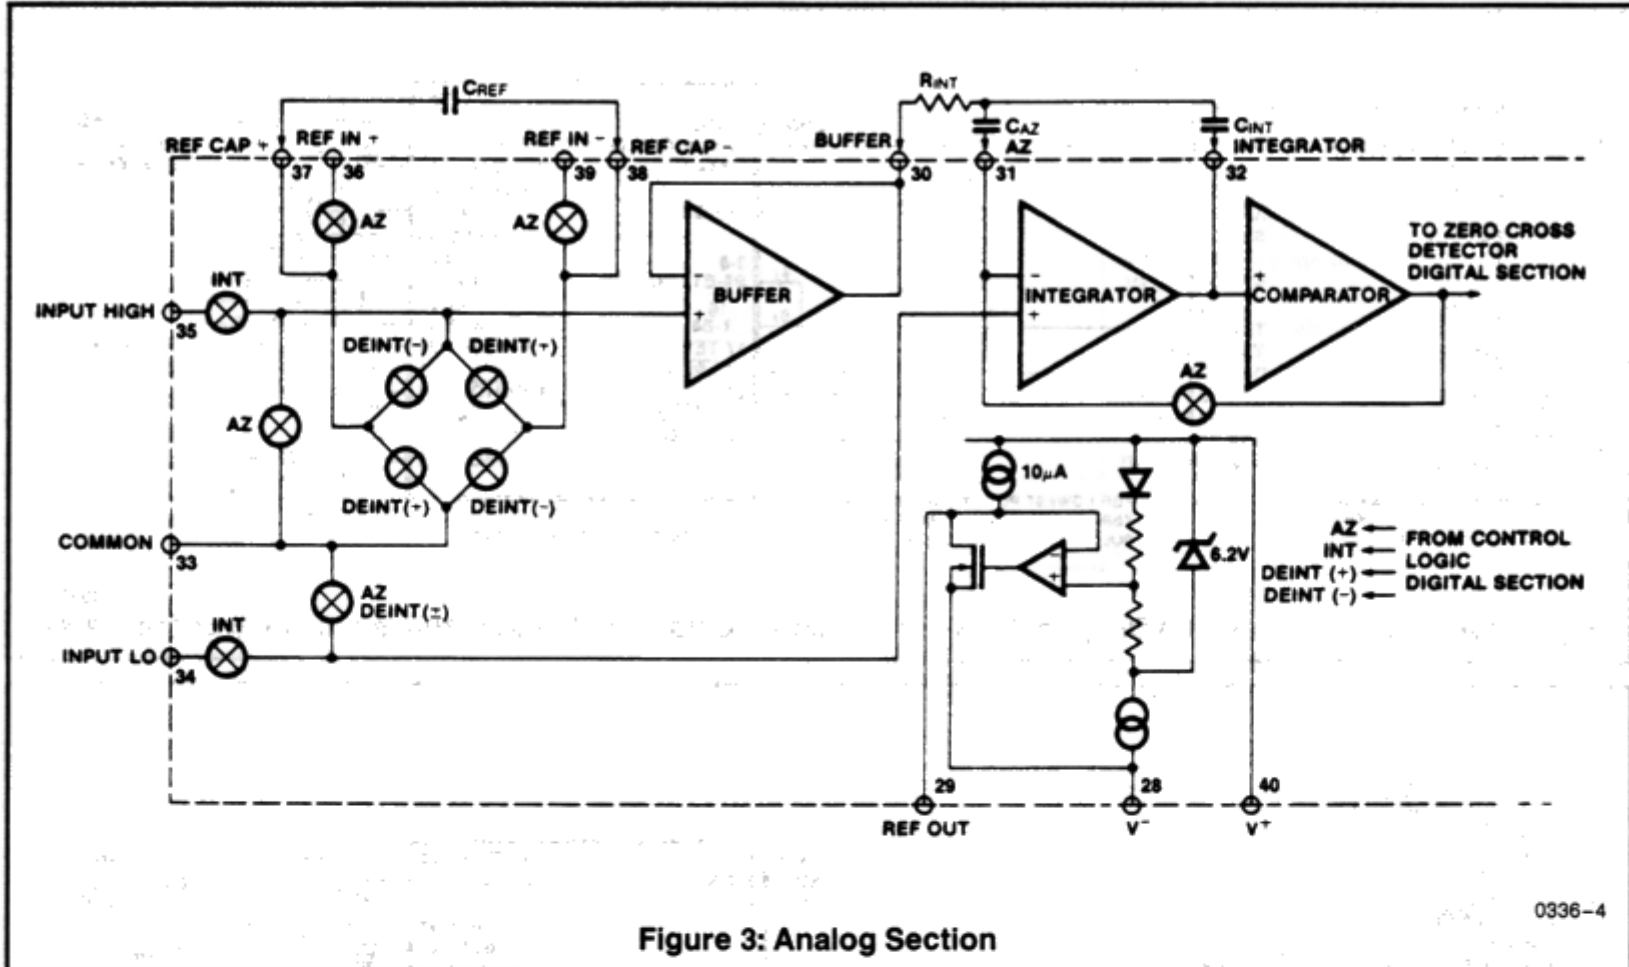 CREF
RINT
REF CAP +
REF IN +
REF IN -
REF CAP -
BUFFER
CAZ
AZ
CINT
INTEGRATOR
37
36
39
38
30
31
32
AZ
AZ
TO ZERO CROSS
DETECTOR
DIGITAL SECTION
INT
-
BUFFER
+
-
INTEGRATOR
+
+
COMPARATOR
INPUT HIGH
35
DEINT(-)
DEINT(+)
AZ
AZ
DEINT(+)
DEINT(-)
10μA
COMMON
33
-
+
6.2V
AZ
INT
DEINT (+)
DEINT (-)
FROM CONTROL
LOGIC
DIGITAL SECTION
AZ
DEINT(±)
INT
INPUT LO
34
29
28
40
REF OUT
V-
V+
0336-4
Figure 3: Analog Section